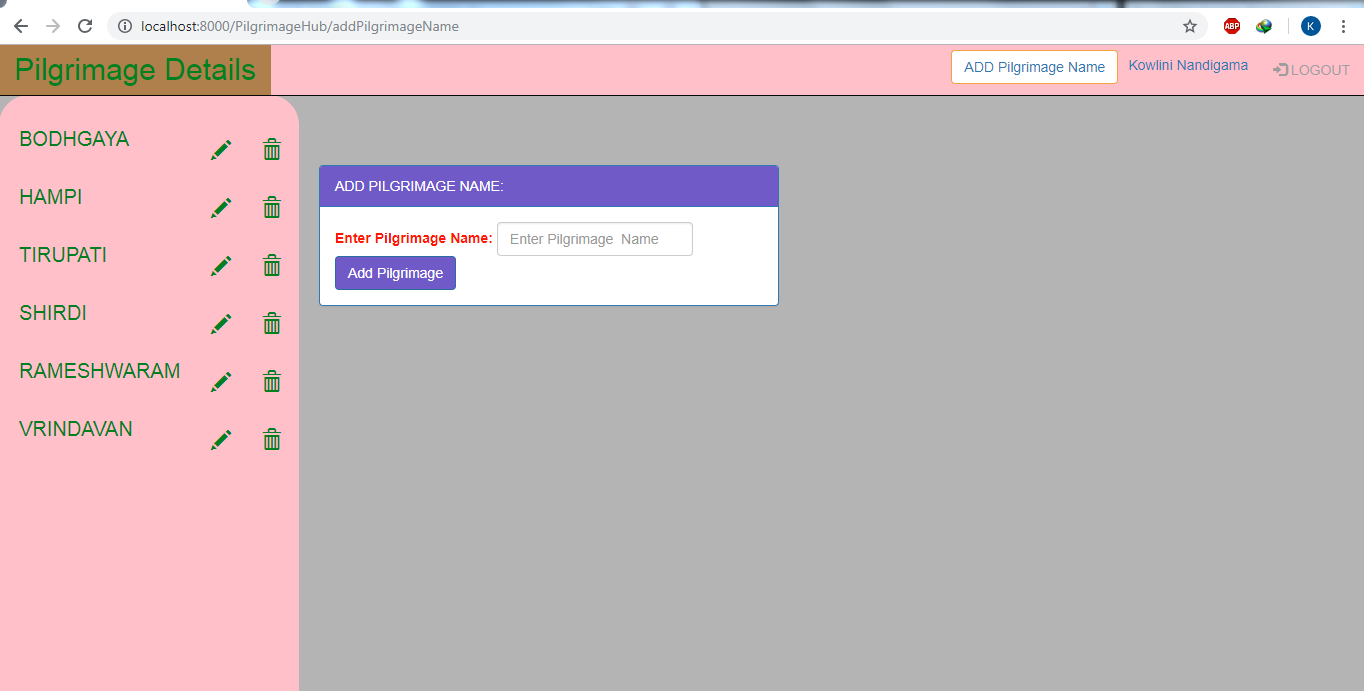 localhost:8000/PilgrimageHub/addPilgrimageName
ABP
K
Pilgrimage Details
ADD Pilgrimage Name
Kowlini Nandigama
LOGOUT
BODHGAYA
HAMPI
TIRUPATI
SHIRDI
RAMESHWARAM
VRINDAVAN
ADD PILGRIMAGE NAME:
Enter Pilgrimage Name: Enter Pilgrimage  Name
Add Pilgrimage